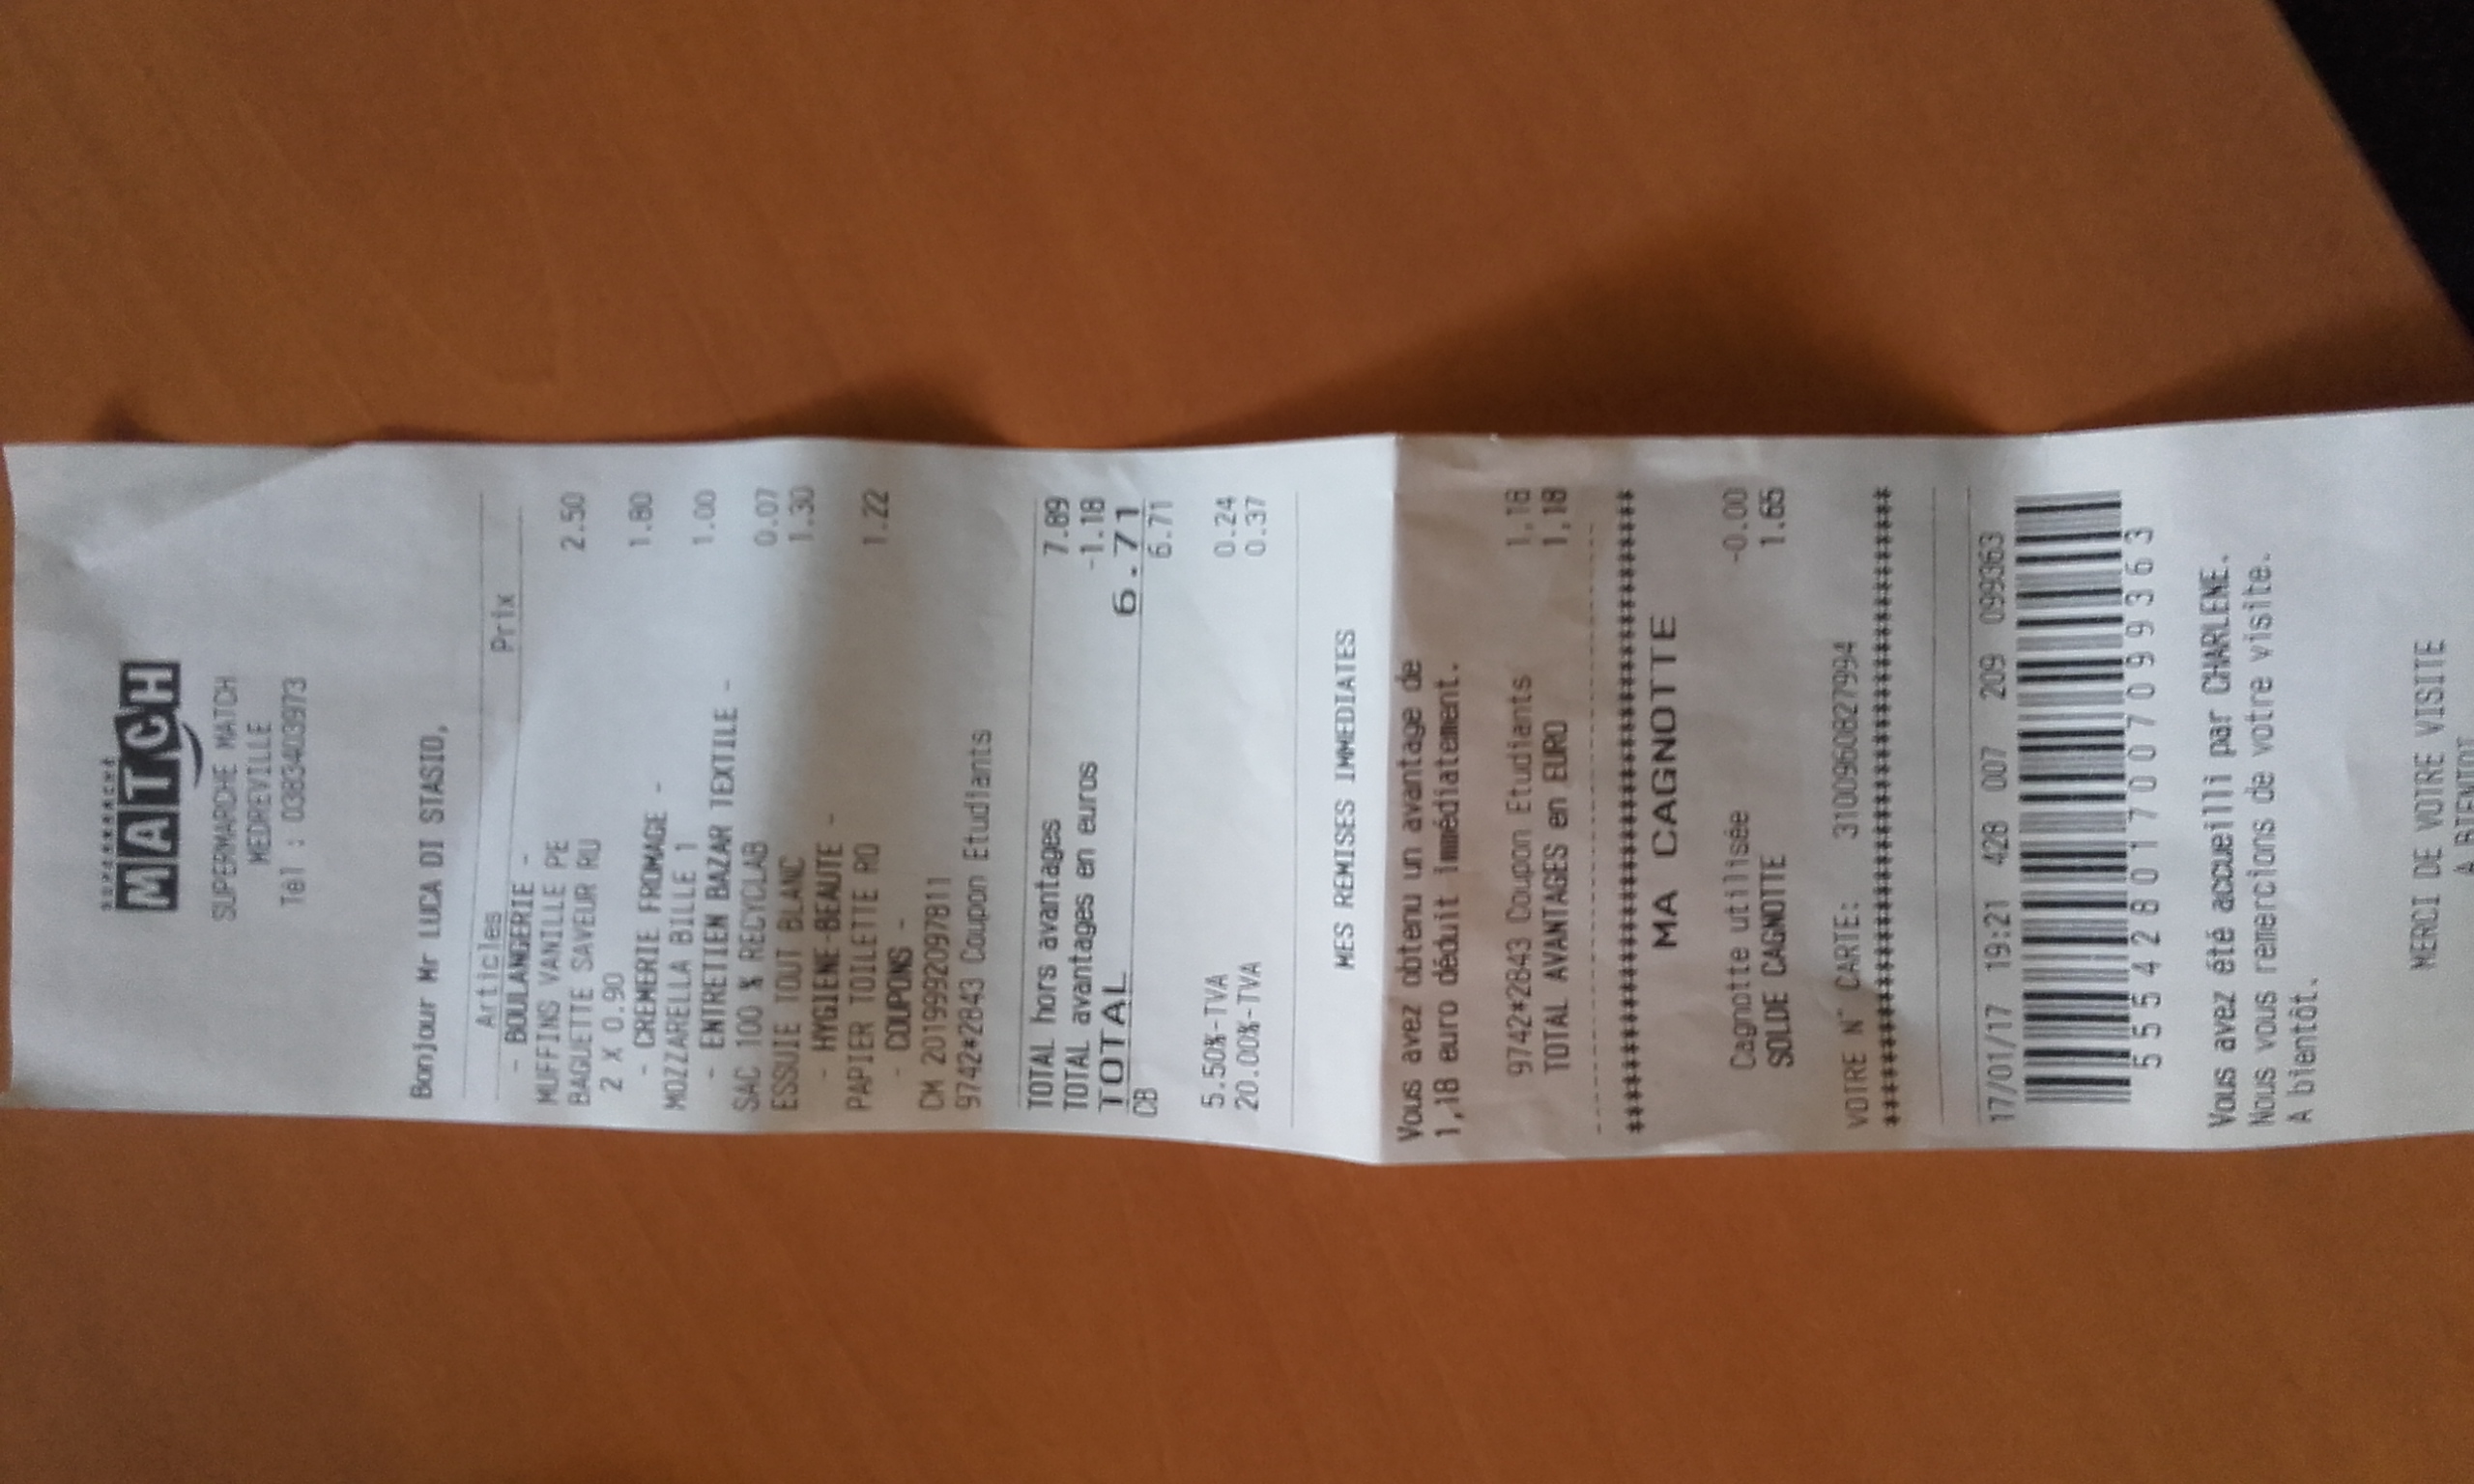 SUPERMARCHÉ
MATCH
SUPERMARCHE MATCH
MEDREVILLE
Tél : 0383403973
Bonjour Mr LUCA DI STASIO,
Articles Prix
- BOULANGERIE -
MUFFINS VANILLE PE 2.50
BAGUETTE SAVEUR RU
2 X 0.90 1.80
- CREMERIE FROMAGE -
MOZZARELLA BILLE 1 1.00
- ENTRETIEN BAZAR TEXTILE -
SAC 100 % RECYCLAB 0.07
ESSUIE TOUT BLANC 1.30
- HYGIENE-BEAUTE -
PAPIER TOILETTE RO 1.22
- COUPONS -
CM 2019992097811
9742*2843 Coupon Etudiants
TOTAL hors avantages 7.89
TOTAL avantages en euros -1.18
TOTAL 6.71
CB 6.71
5.50%-TVA 0.24
20.00%-TVA 0.37
MES REMISES IMMEDIATES
Vous avez obtenu un avantage de
1,18 euro déduit immédiatement.
9742*2843 Coupon Etudiants 1,18
TOTAL AVANTAGES en EURO 1,18
MA CAGNOTTE
Cagnotte utilisée -0.00
SOLDE CAGNOTTE 1.65
VOTRE N° CARTE: 3100960827994
17/01/17 19:21 428 007 209 099363
555428017007099363
Vous avez été accueilli par CHARLENE.
Nous vous remercions de votre visite.
A bientôt.
MERCI DE VOTRE VISITE
A BIENTOT